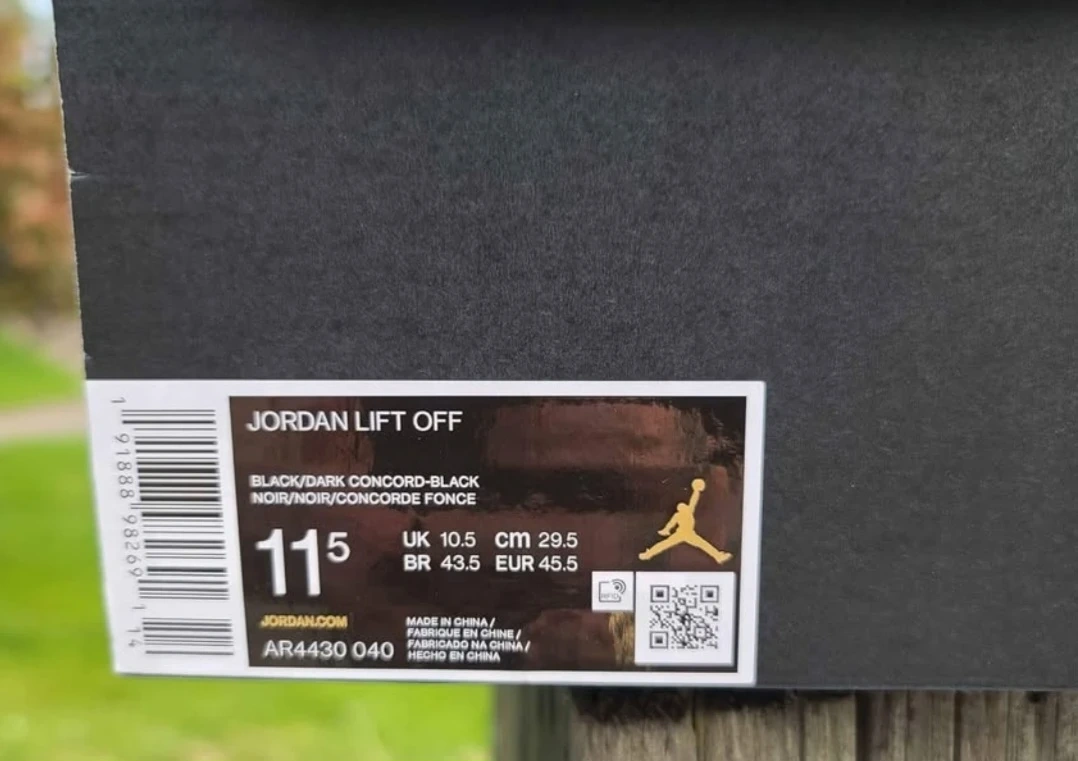 JORDAN LIFT OFF
BLACK/DARK CONCORD-BLACK
NOIR/NOIR/CONCORDE FONCE
11⁵
UK 10.5 cm 29.5
BR 43.5 EUR 45.5
RFID
JORDAN.COM
AR4430 040
MADE IN CHINA /
FABRIQUE EN CHINE /
FABRICADO NA CHINA /
HECHO EN CHINA
1 91888 98269 1 14